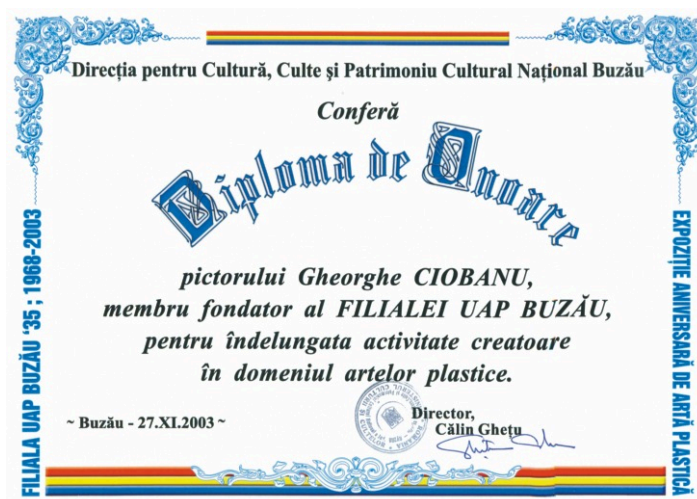 Direcția pentru Cultură, Culte și Patrimoniu Cultural Național Buzău
Conferă
Diploma de Onoare
pictorului Gheorghe CIOBANU,
membru fondator al FILIALEI UAP BUZĂU,
pentru îndelungata activitate creatoare
în domeniul artelor plastice.
~ Buzău - 27.XI.2003 ~
Director,
Călin Ghețu
FILIALA UAP BUZĂU '35 ; 1968-2003
EXPOZIȚIE ANIVERSARĂ DE ARTĂ PLASTICĂ